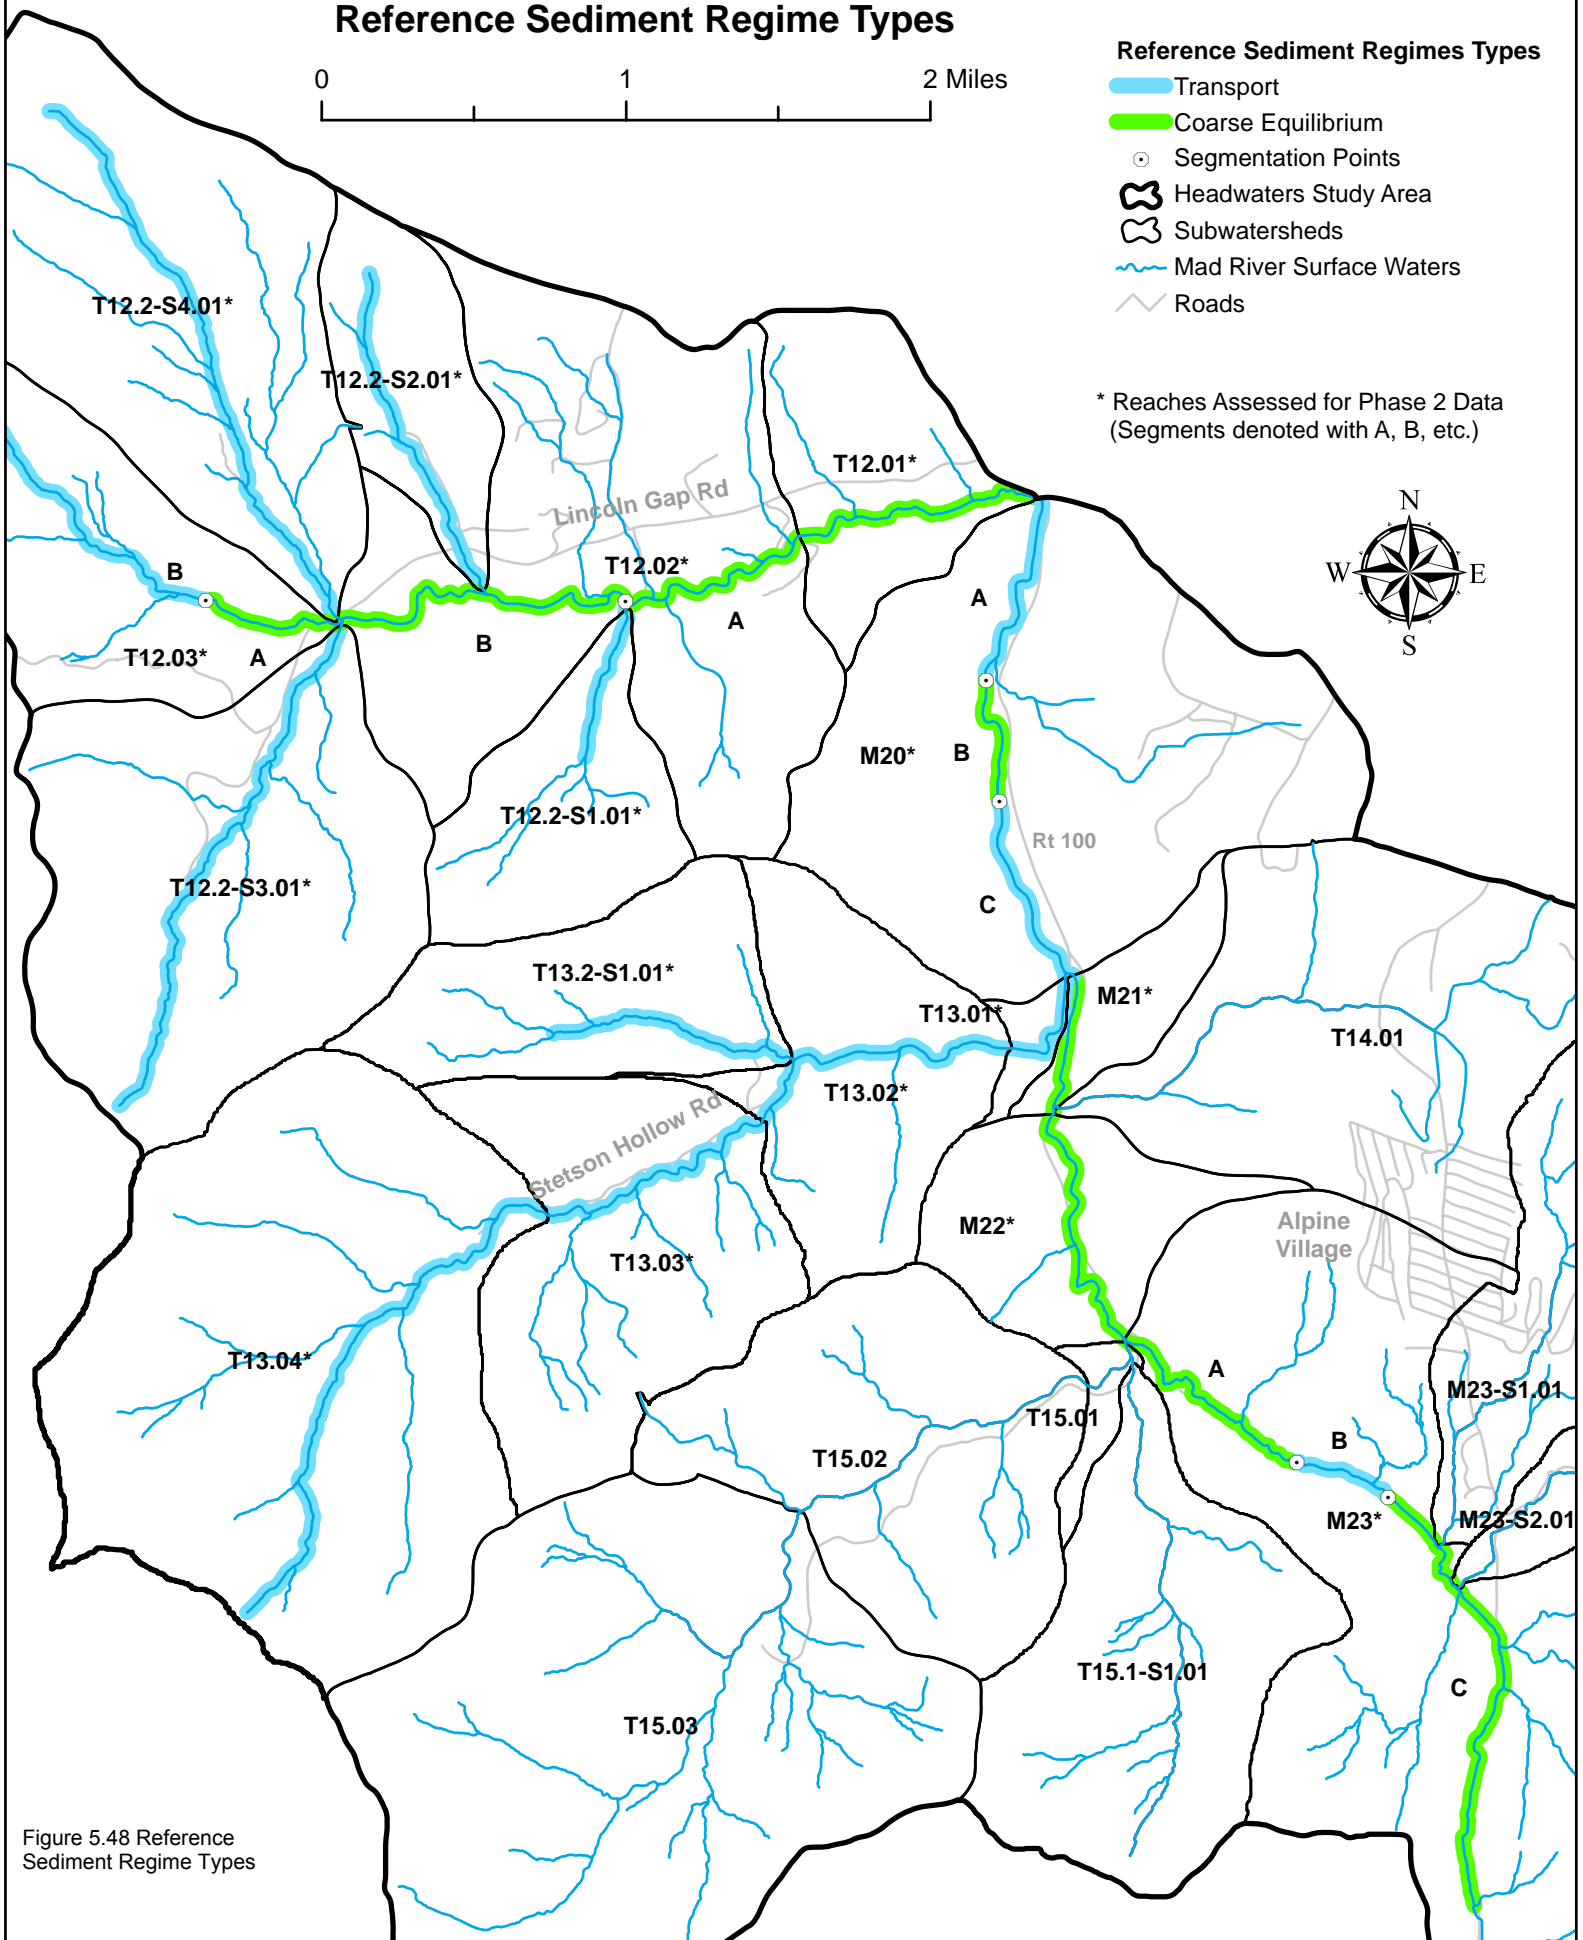 Reference Sediment Regime Types
0 1 2 Miles
Reference Sediment Regimes Types
Transport
Coarse Equilibrium
Segmentation Points
Headwaters Study Area
Subwatersheds
Mad River Surface Waters
Roads
* Reaches Assessed for Phase 2 Data
(Segments denoted with A, B, etc.)
N
W E
S
T12.2-S4.01*
T12.2-S2.01*
T12.01*
Lincoln Gap Rd
T12.02*
B
A
A
B
T12.03*
A
M20*
B
T12.2-S1.01*
Rt 100
T12.2-S3.01*
C
T13.2-S1.01*
M21*
T13.01*
T14.01
T13.02*
Stetson Hollow Rd
M22*
Alpine
Village
T13.03*
T13.04*
A
M23-S1.01
T15.01
B
T15.02
M23*
M23-S2.01
T15.1-S1.01
C
T15.03
Figure 5.48 Reference
Sediment Regime Types